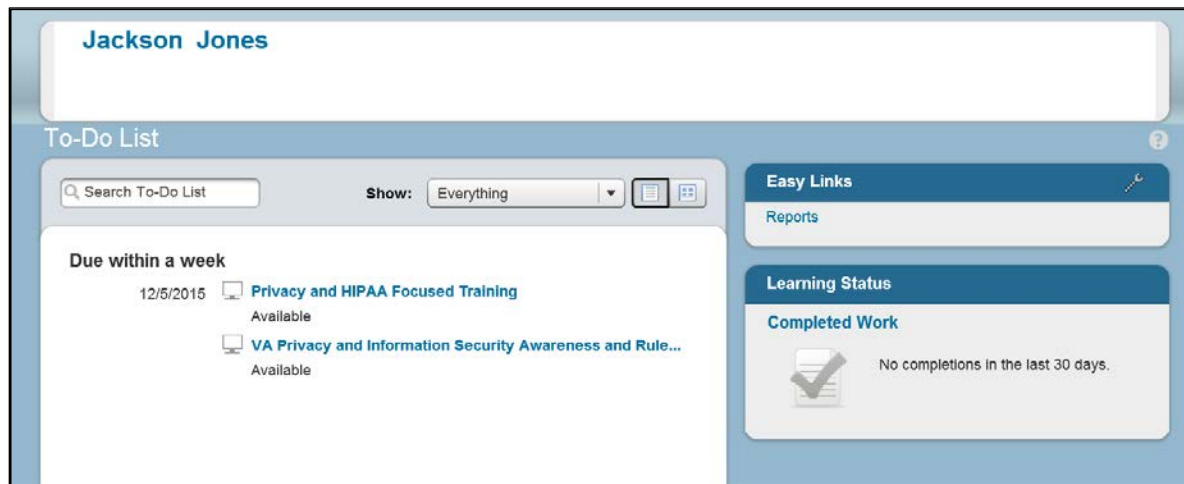 Jackson Jones
To-Do List
Search To-Do List
Show:
Everything
Due within a week
12/5/2015 Privacy and HIPAA Focused Training
Available
VA Privacy and Information Security Awareness and Rule...
Available
Easy Links
Reports
Learning Status
Completed Work
No completions in the last 30 days.